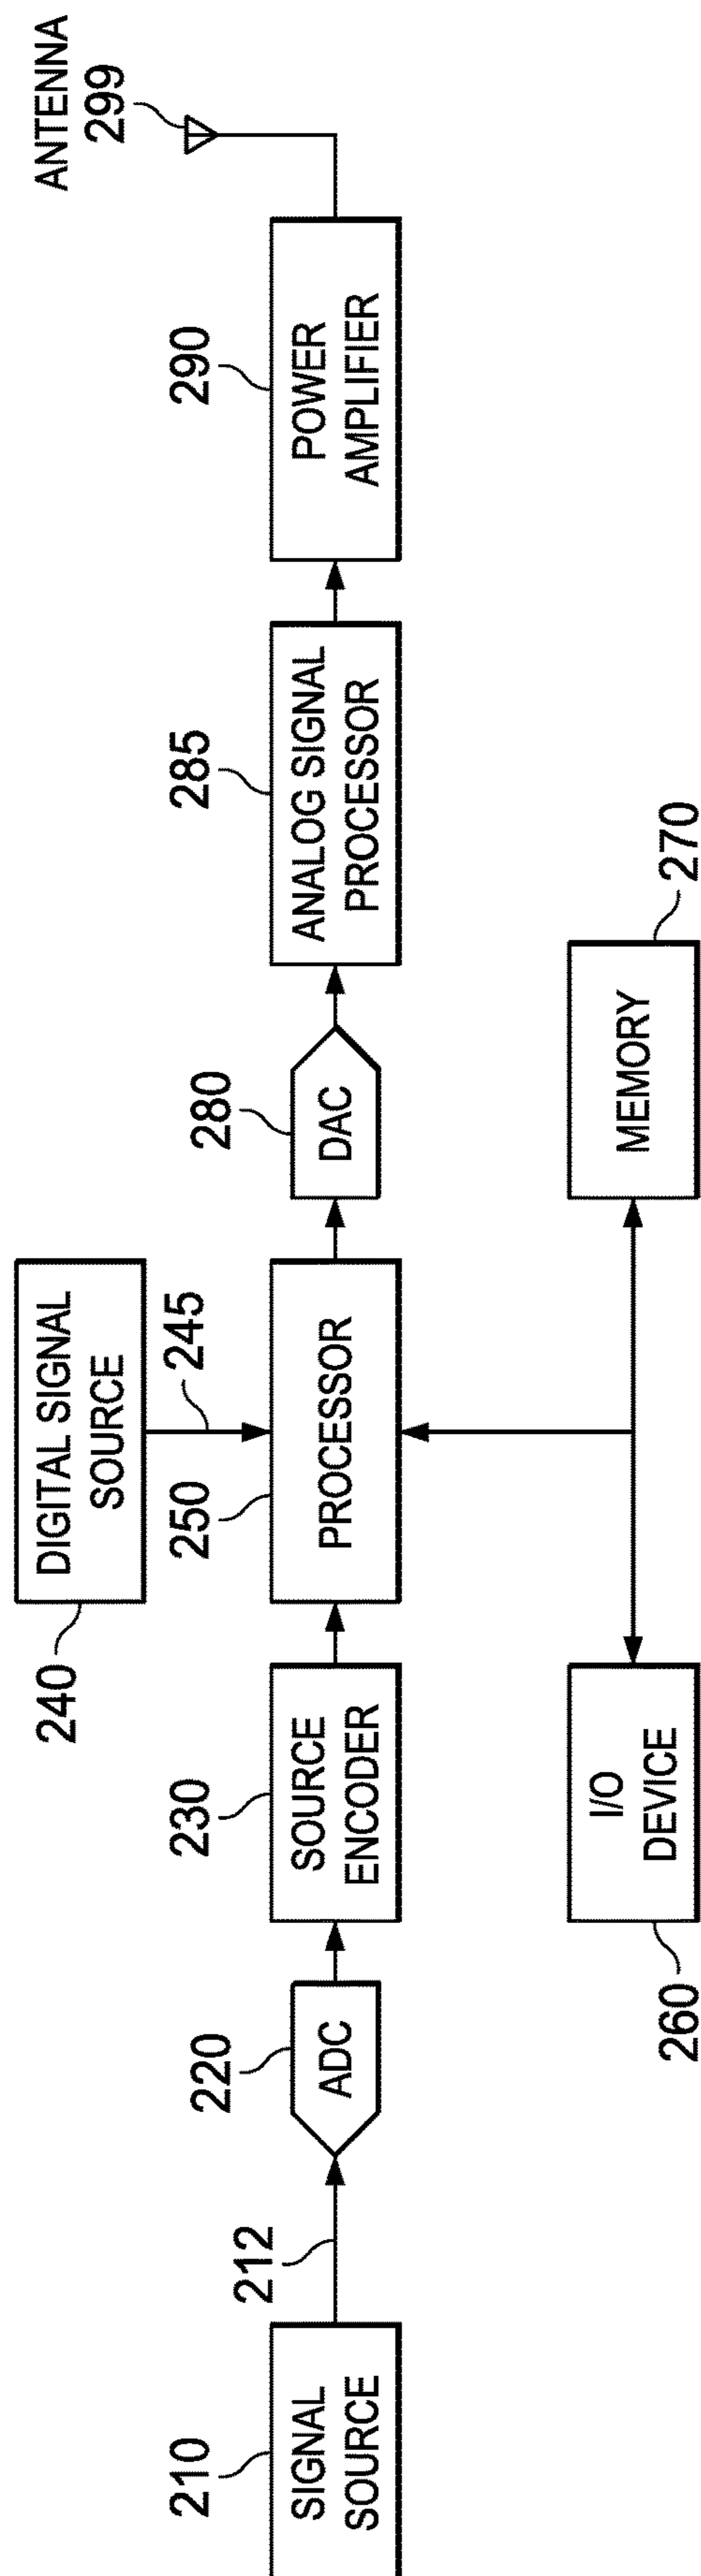 210
SIGNAL
SOURCE
212
220
ADC
230
SOURCE
ENCODER
240
DIGITAL SIGNAL
SOURCE
245
250
PROCESSOR
260
I/O
DEVICE
270
MEMORY
280
DAC
285
ANALOG SIGNAL
PROCESSOR
290
POWER
AMPLIFIER
ANTENNA
299